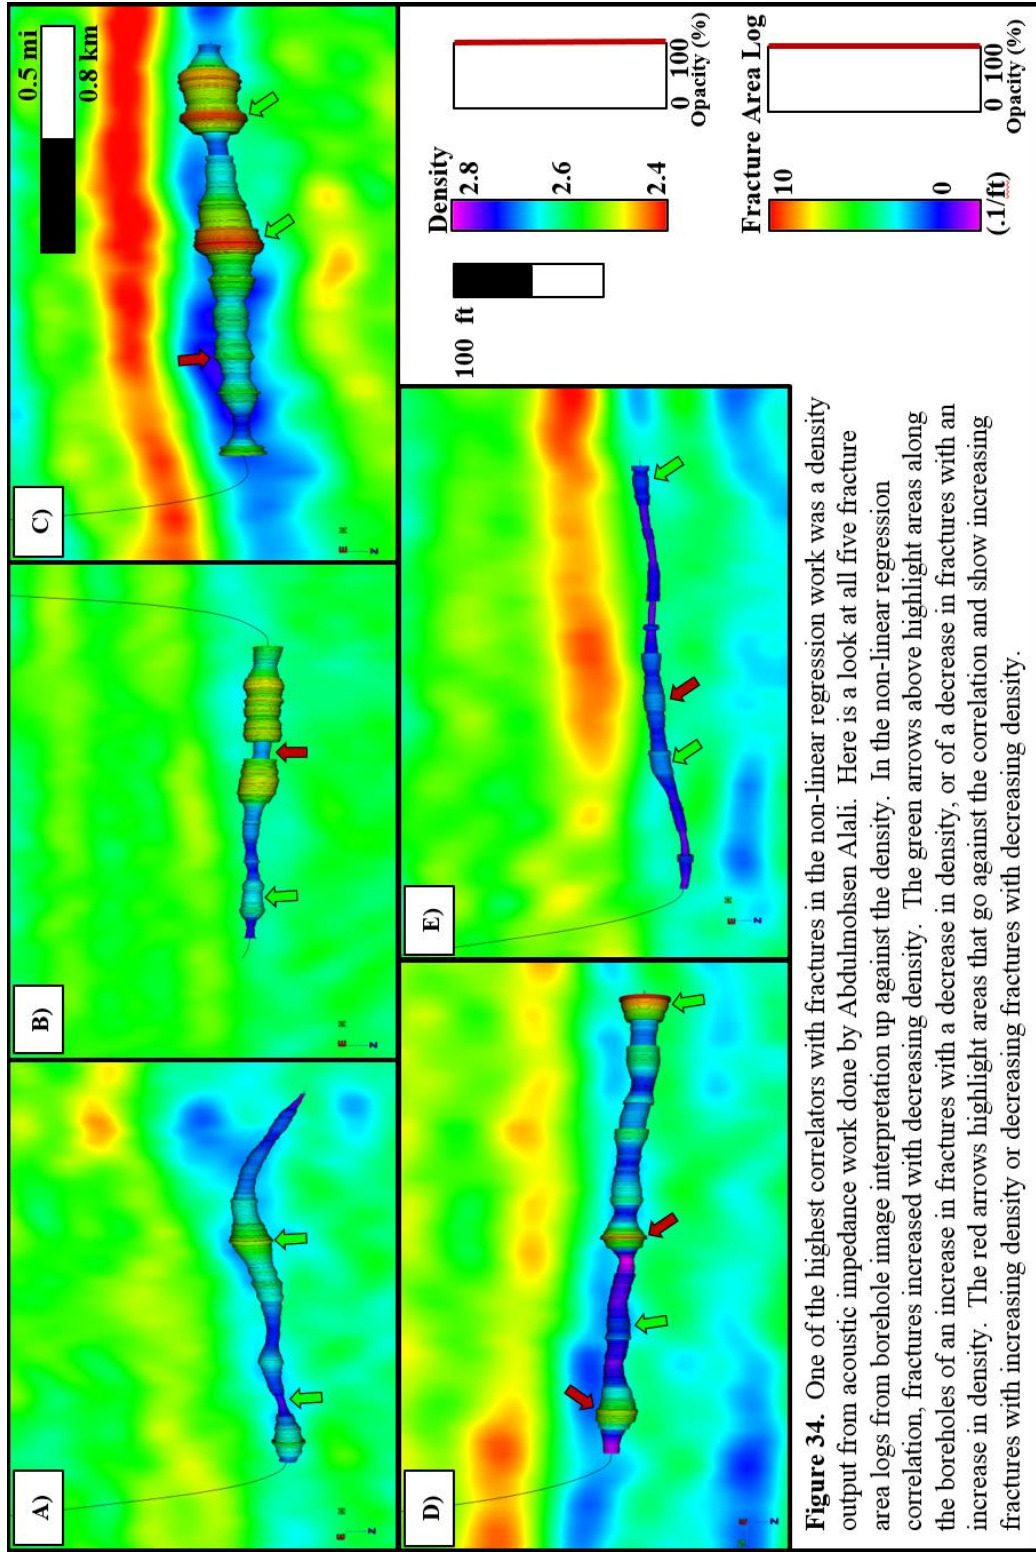 A)
B)
C)
0.5 mi
0.8 km
D)
E)
100 ft
Density
2.8
2.6
2.4
0 100
Opacity (%)
Fracture Area Log
10
0
(.1/ft)
0 100
Opacity (%)
Figure 34. One of the highest correlators with fractures in the non-linear regression work was a density
output from acoustic impedance work done by Abdulmohsen Alali. Here is a look at all five fracture
area logs from borehole image interpretation up against the density. In the non-linear regression
correlation, fractures increased with decreasing density. The green arrows above highlight areas along
the boreholes of an increase in fractures with a decrease in density, or of a decrease in fractures with an
increase in density. The red arrows highlight areas that go against the correlation and show increasing
fractures with increasing density or decreasing fractures with decreasing density.